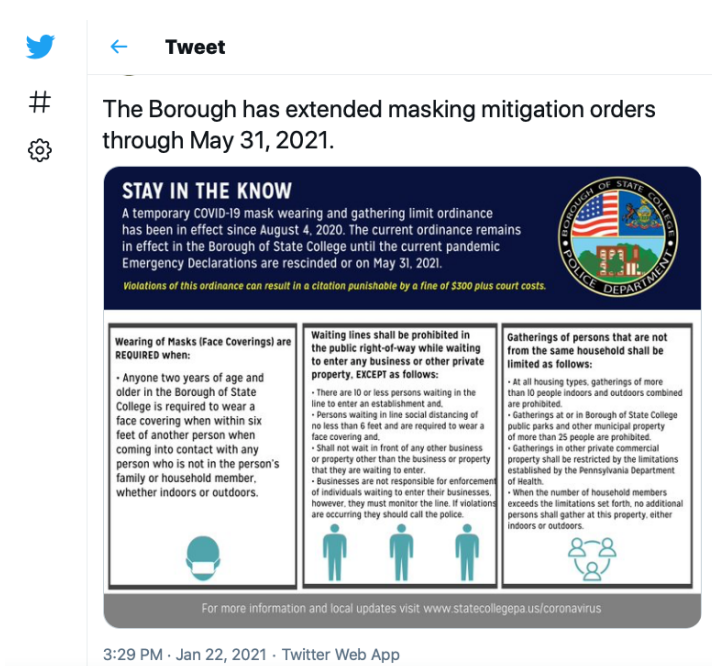 Tweet
The Borough has extended masking mitigation orders
through May 31, 2021.
STAY IN THE KNOW
A temporary COVID-19 mask wearing and gathering limit ordinance
has been in effect since August 4, 2020. The current ordinance remains
in effect in the Borough of State College until the current pandemic
Emergency Declarations are rescinded or on May 31, 2021.
Violations of this ordinance can result in a citation punishable by a fine of $300 plus court costs.
BOROUGH OF STATE COLLEGE
POLICE DEPARTMENT
Wearing of Masks (Face Coverings) are
REQUIRED when:
• Anyone two years of age and
older in the Borough of State
College is required to wear a
face covering when within six
feet of another person when
coming into contact with any
person who is not in the person's
family or household member,
whether indoors or outdoors.
Waiting lines shall be prohibited in
the public right-of-way while waiting
to enter any business or other private
property, EXCEPT as follows:
• There are 10 or less persons waiting in the
line to enter an establishment and,
• Persons waiting in line social distancing of
no less than 6 feet and are required to wear a
face covering and,
• Shall not wait in front of any other business
or property other than the business or property
that they are waiting to enter.
• Businesses are not responsible for enforcement
of individuals waiting to enter their businesses,
however, they must monitor the line. If violations
are occurring they should call the police.
Gatherings of persons that are not
from the same household shall be
limited as follows:
• At all housing types, gatherings of more
than 10 people indoors and outdoors combined
are prohibited.
• Gatherings at or in Borough of State College
public parks and other municipal property
of more than 25 people are prohibited.
• Gatherings in other private commercial
property shall be restricted by the limitations
established by the Pennsylvania Department
of Health.
• When the number of household members
exceeds the limitations set forth, no additional
persons shall gather at this property, either
indoors or outdoors.
For more information and local updates visit www.statecollegepa.us/coronavirus
3:29 PM · Jan 22, 2021 · Twitter Web App